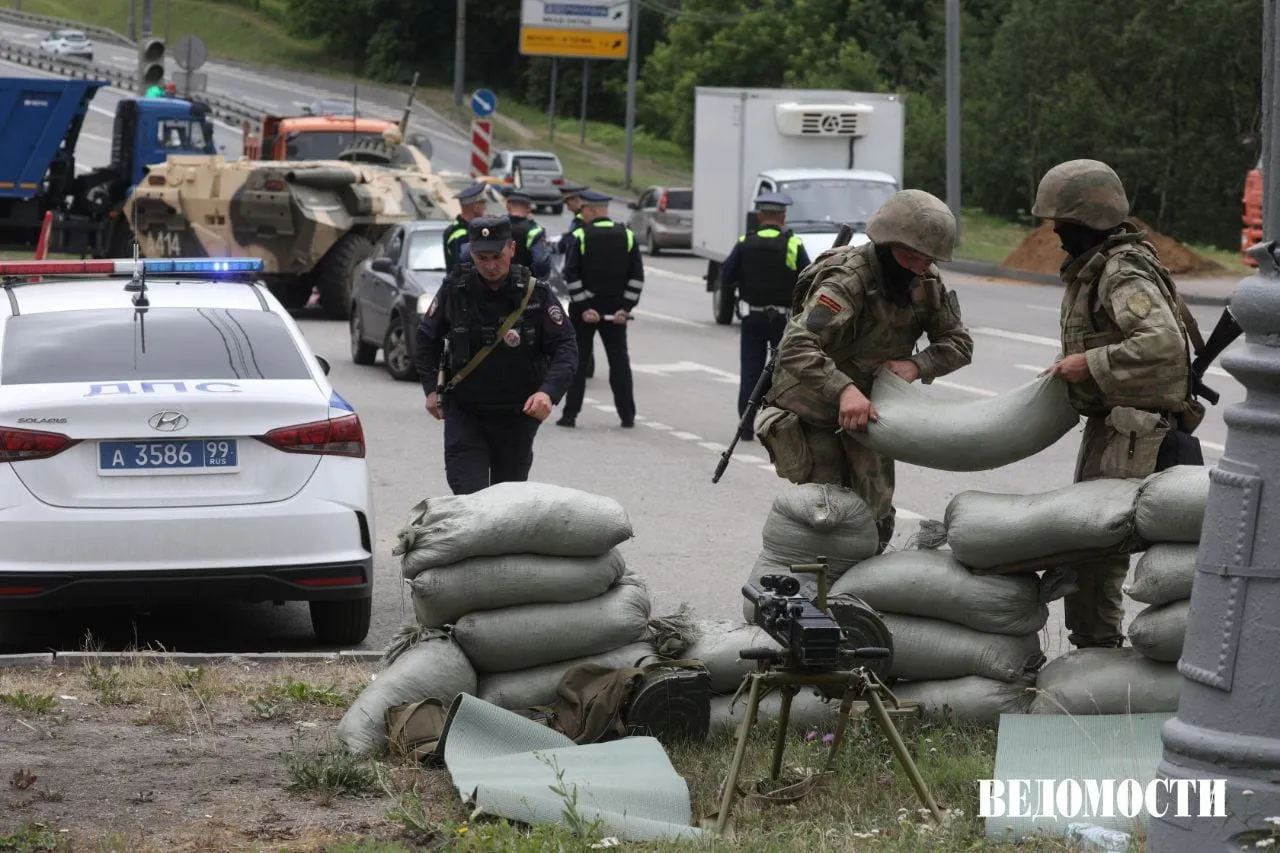 414
SOLARIS
ДПС
А 3586 99
RUS
ВЕДОМОСТИ